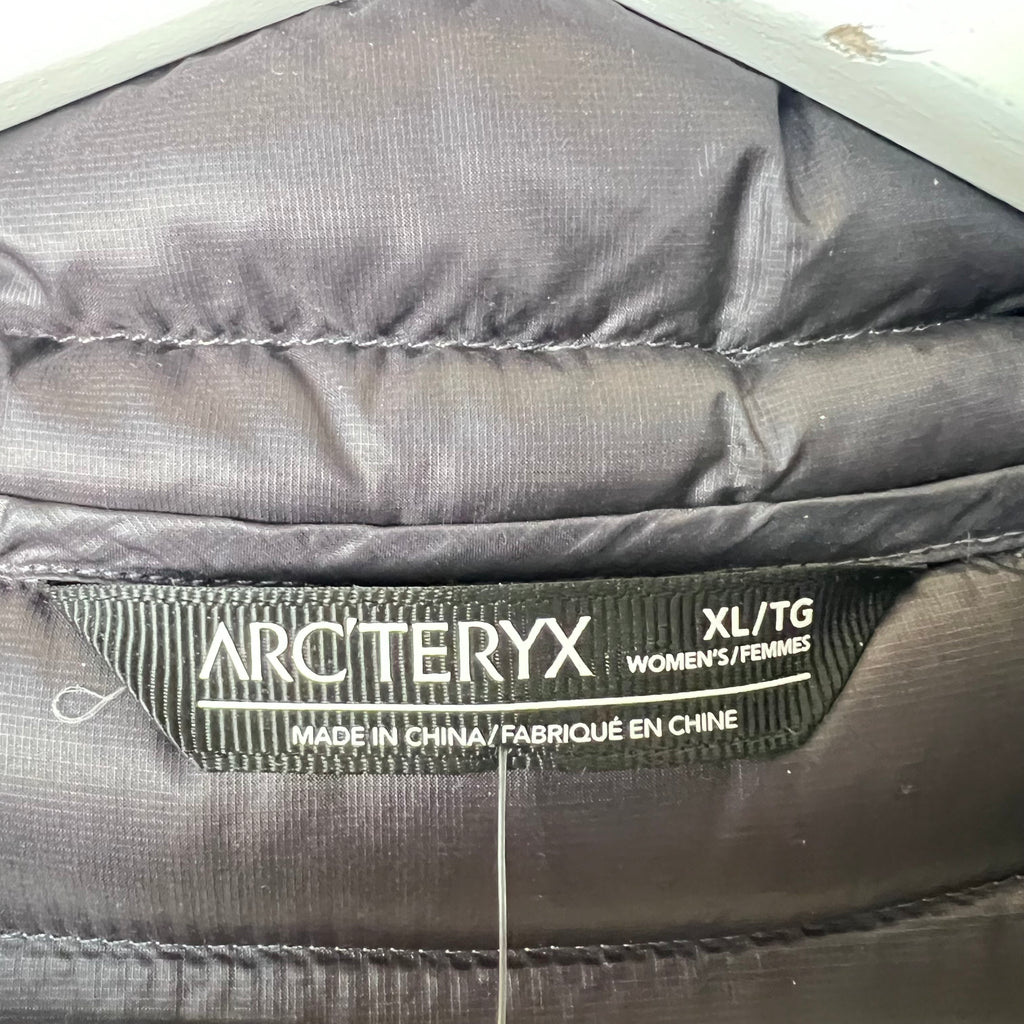 ARC'TERYX
XL/TG
WOMEN'S/FEMMES
MADE IN CHINA/FABRIQUÉ EN CHINE